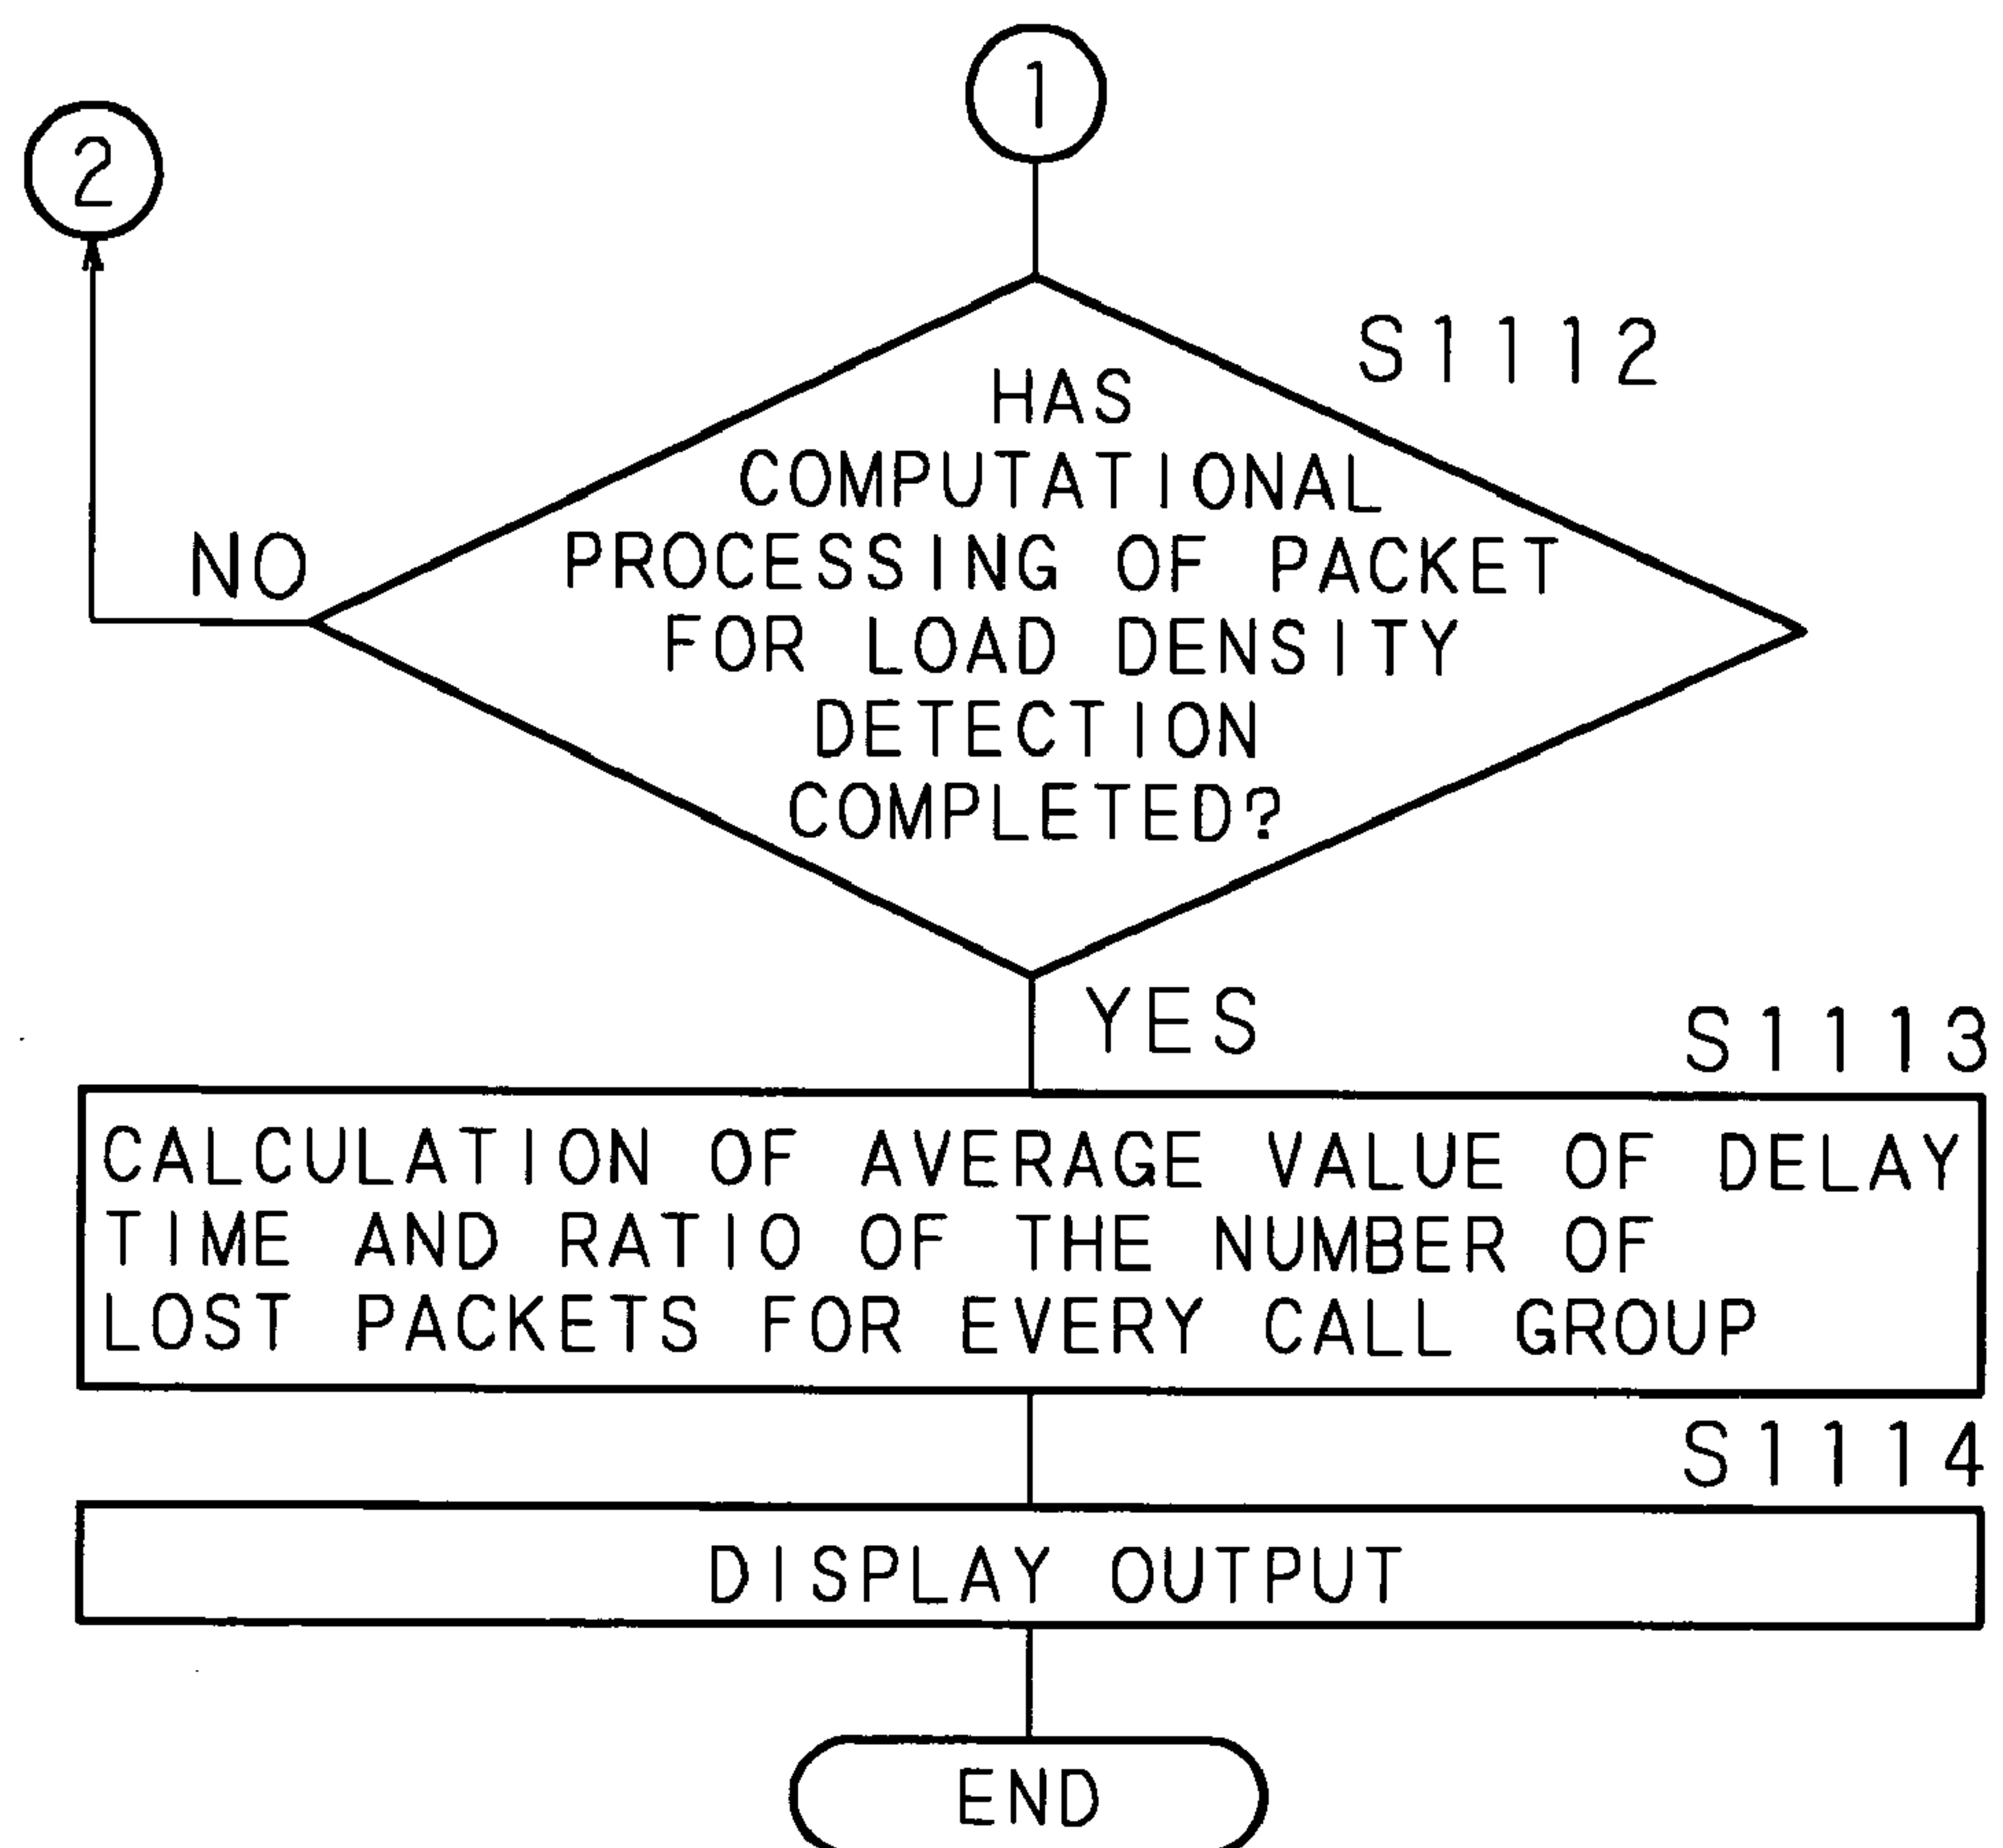 1
2
S1112
HAS
COMPUTATIONAL
PROCESSING OF PACKET
FOR LOAD DENSITY
DETECTION
COMPLETED?
NO
YES
S1113
CALCULATION OF AVERAGE VALUE OF DELAY
TIME AND RATIO OF THE NUMBER OF
LOST PACKETS FOR EVERY CALL GROUP
S1114
DISPLAY OUTPUT
END